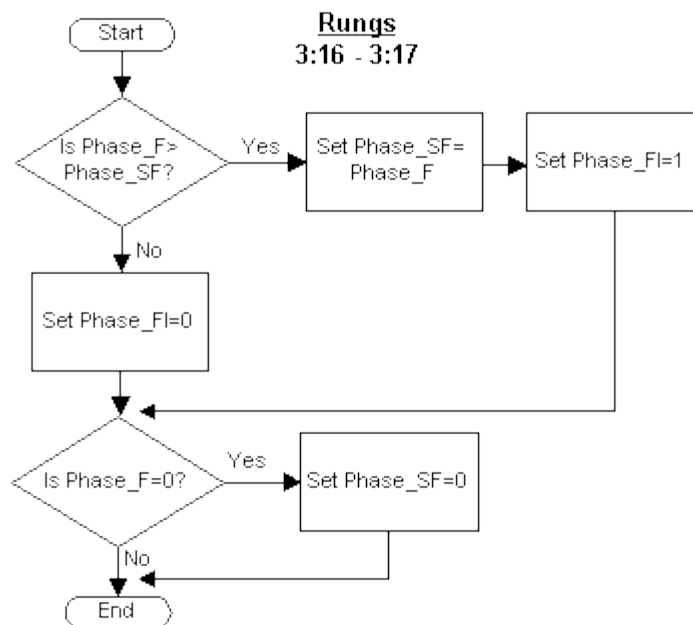 Start
Rungs
3:16 - 3:17
Is Phase_F>
Phase_SF?
Yes
Set Phase_SF=
Phase_F
Set Phase_FI=1
No
Set Phase_FI=0
Is Phase_F=0?
Yes
Set Phase_SF=0
No
End